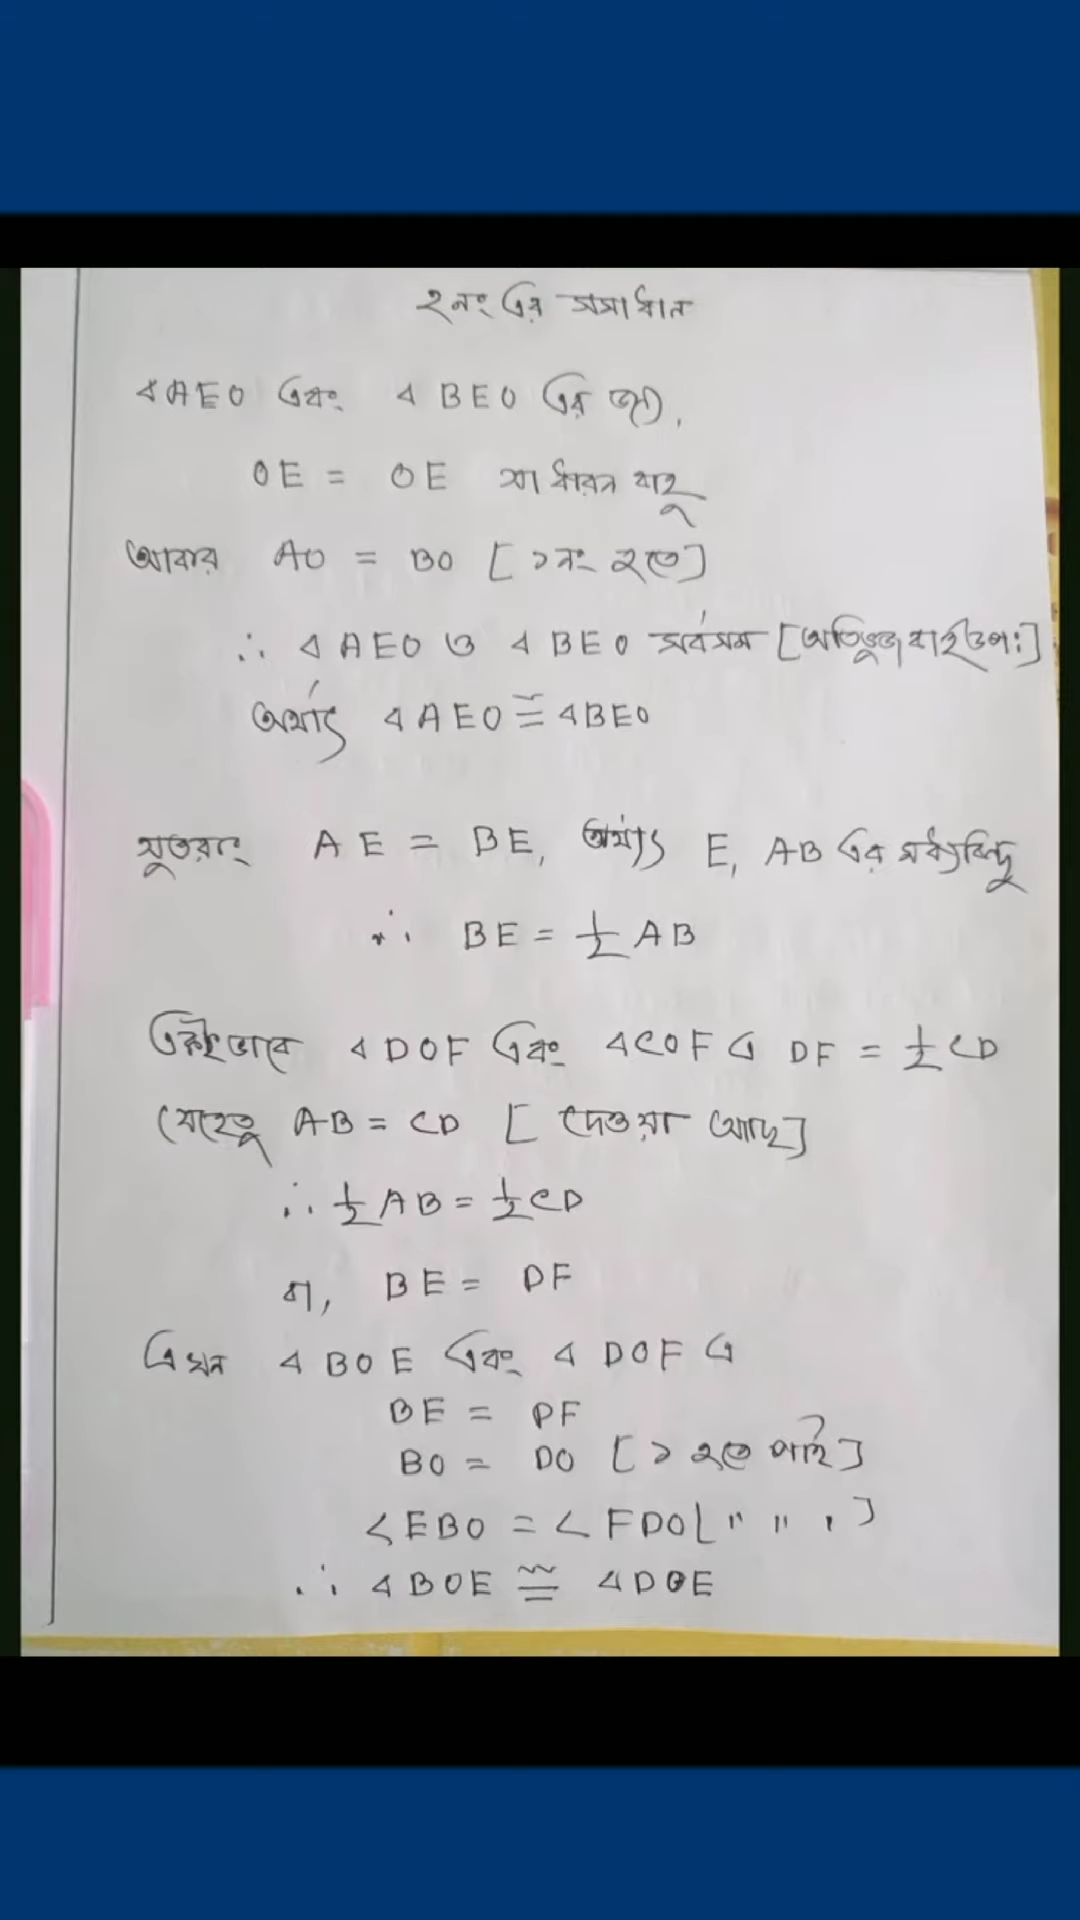 ২নং এর সমাধান
∆AEO এবং ∆BEO এর জন্য,
OE = OE সাধারন বাহু
আবার AO = BO [১নং হতে]
∴ ∆AEO ও ∆BEO সর্বসম [অতিভুজ বাহু উপ:]
অর্থাৎ ∆AEO ≅ ∆BEO
সুতরাং AE = BE, অর্থাৎ E, AB এর মধ্যবিন্দু
∴ BE = ½ AB
একইভাবে ∆DOF এবং ∆COF এ DF = ½ CD
যেহেতু AB = CD [দেওয়া আছে]
∴ ½ AB = ½ CD
বা, BE = DF
এখন ∆BOE এবং ∆DOF এ
BE = DF
BO = DO [১ হতে পাই]
<EBO = <FDO [" " ,]
∴ ∆BOE ≅ ∆DOE